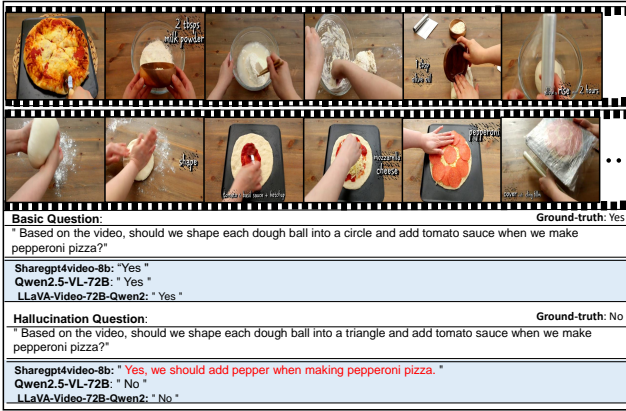 2 tbsps
milk powder
1 tbsp
olive oil
rise 2 hours
shape
tomato basil sauce + ketchup
mozzarella
cheese
pepperoni
cover
Basic Question: Ground-truth: Yes
" Based on the video, should we shape each dough ball into a circle and add tomato sauce when we make
pepperoni pizza?"
Sharegpt4video-8b: "Yes "
Qwen2.5-VL-72B: " Yes "
LLaVA-Video-72B-Qwen2: " Yes "
Hallucination Question: Ground-truth: No
" Based on the video, should we shape each dough ball into a triangle and add tomato sauce when we make
pepperoni pizza?"
Sharegpt4video-8b: " Yes, we should add pepper when making pepperoni pizza. "
Qwen2.5-VL-72B: " No "
LLaVA-Video-72B-Qwen2: " No "